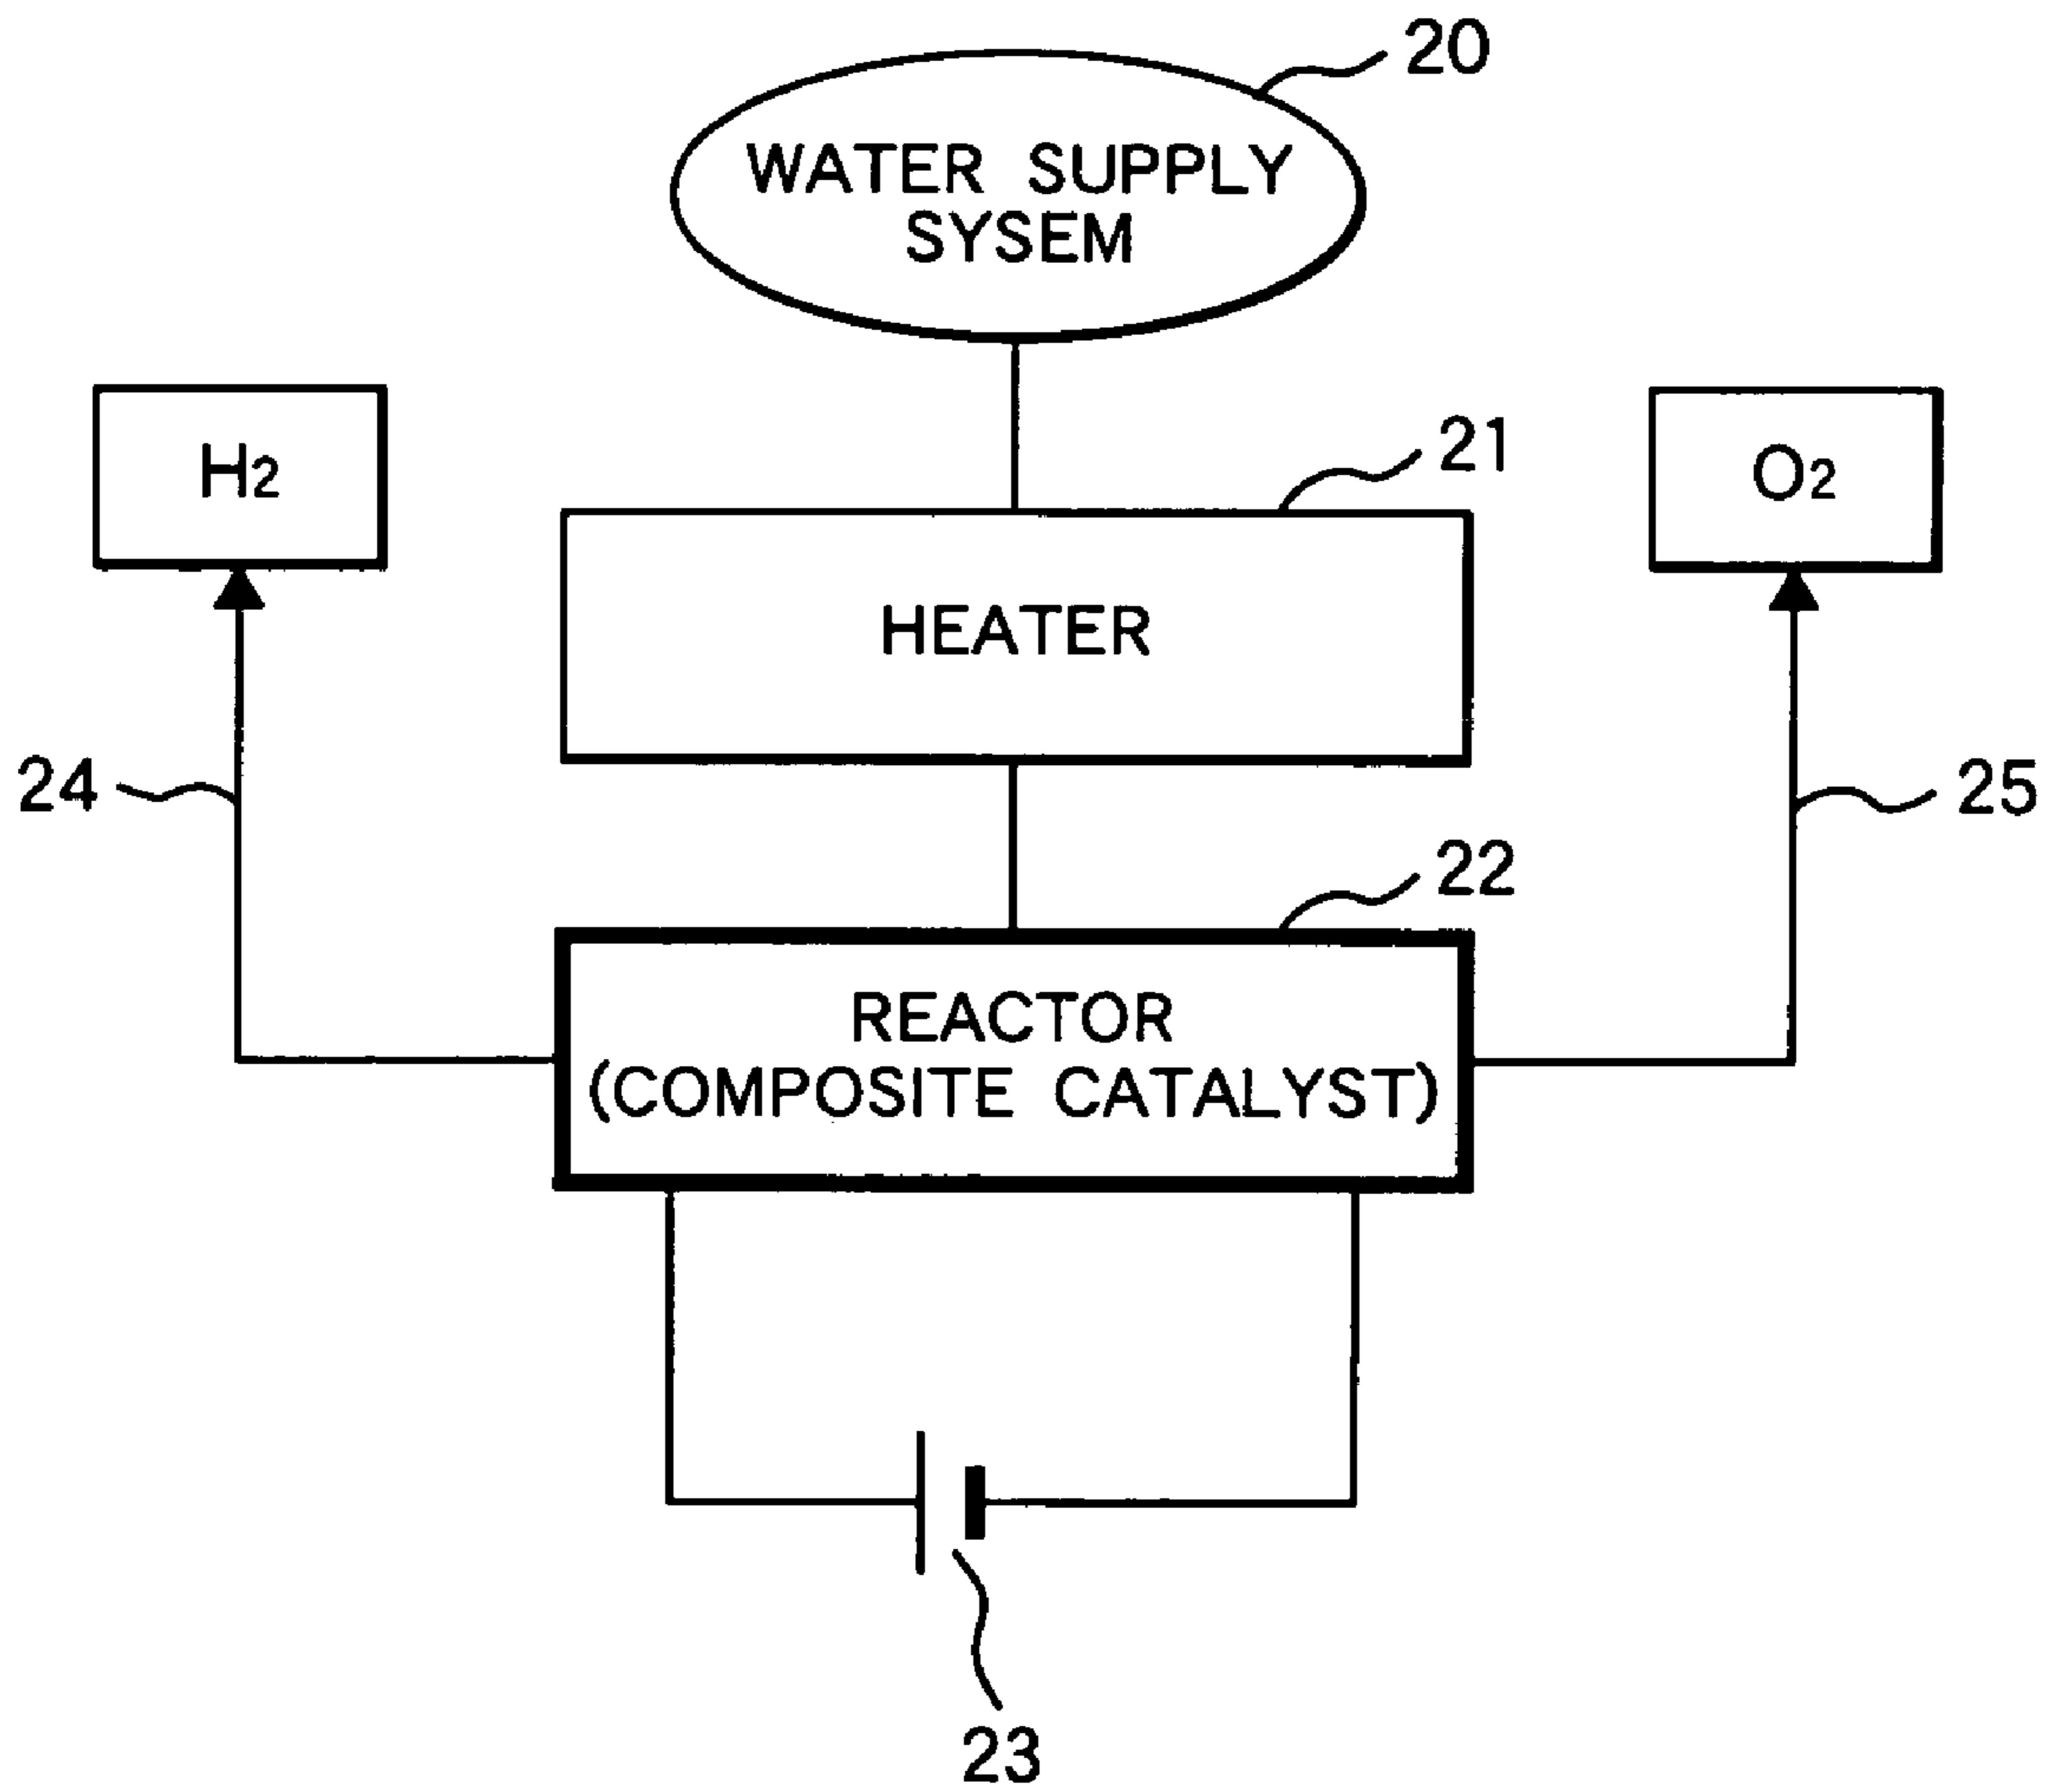 20
WATER SUPPLY
SYSEM
H2
21
O2
HEATER
24
25
22
REACTOR
(COMPOSITE CATALYST)
23